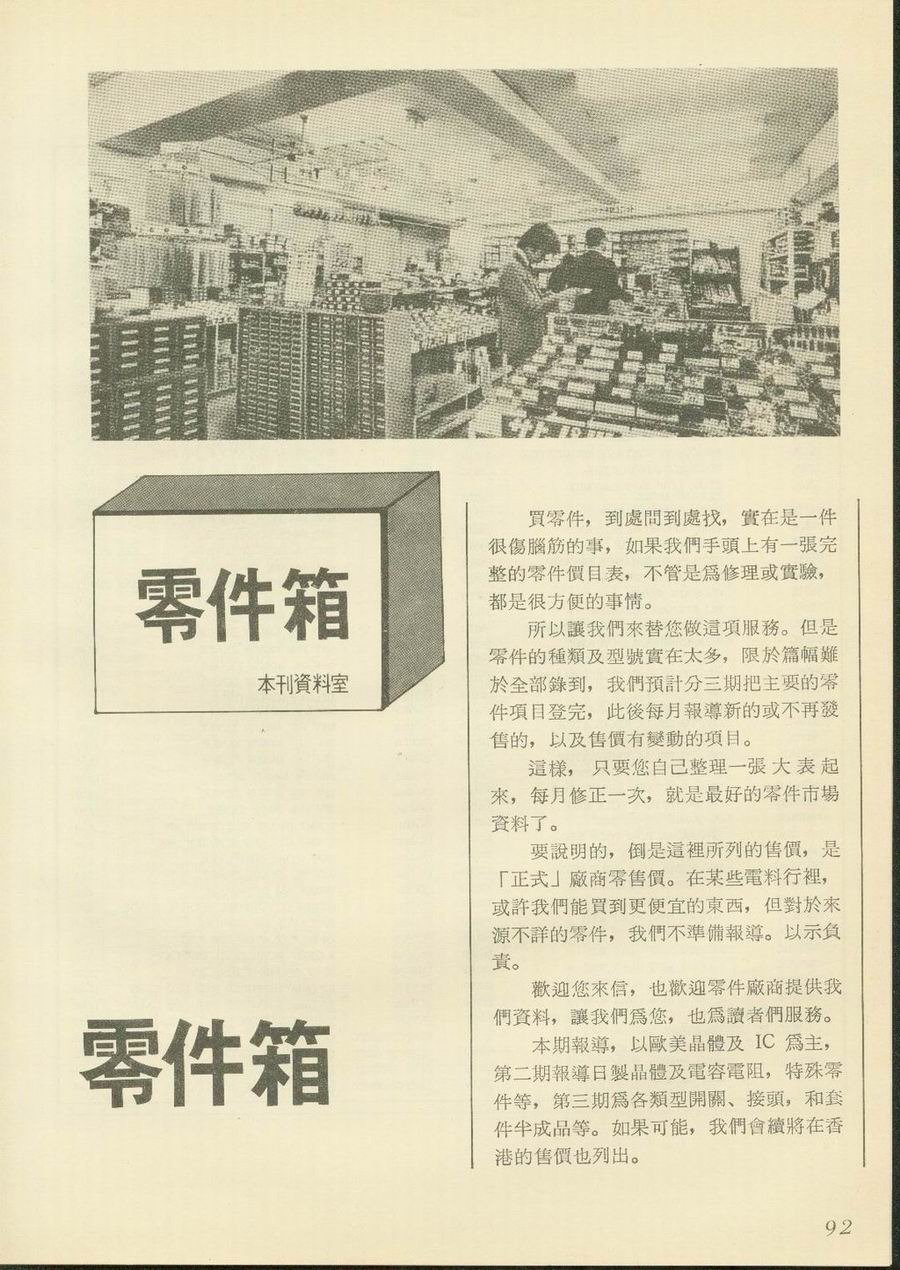 零件箱
本刊資料室
買零件，到處問到處找，實在是一件
很傷腦筋的事，如果我們手頭上有一張完
整的零件價目表，不管是爲修理或實驗，
都是很方便的事情。
所以讓我們來替您做這項服務。但是
零件的種類及型號實在太多，限於篇幅難
於全部錄到，我們預計分三期把主要的零
件項目登完，此後每月報導新的或不再發
售的，以及售價有變動的項目。
這樣， 只要您自己整理一張 大 表 起
來，每月修正一次，就是最好的零件市場
資料了。
要說明的，倒是這裡所列的售價，是
「正式」廠商零售價。在某些電料行裡，
或許我們能買到更便宜的東西，但對於來
源不詳的零件，我們不準備報導。以示負
責。
歡迎您來信，也歡迎零件廠商提供我
們資料，讓我們爲您，也爲讀者們服務。
本期報導，以歐美晶體及 IC 爲主，
第二期報導日製晶體及電容電阻，特殊零
件等，第三期爲各類型開關、接頭，和套
件半成品等。如果可能，我們會續將在香
港的售價也列出。
零件箱
92